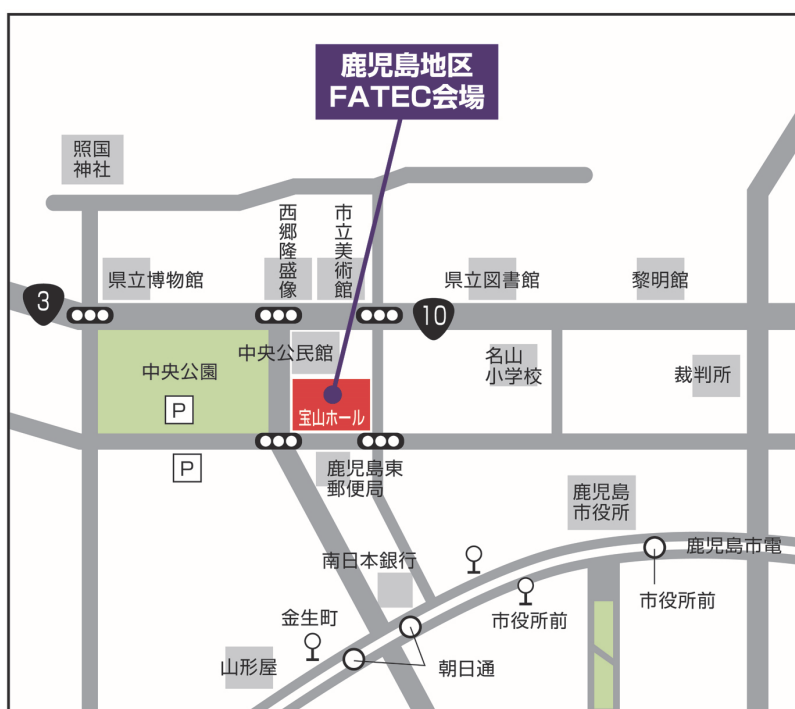 鹿児島地区
FATEC会場
照国
神社
西郷隆盛像
市立美術館
県立博物館
県立図書館
黎明館
3
10
中央公民館
中央公園
名山
小学校
裁判所
P
宝山ホール
P
鹿児島東
郵便局
鹿児島
市役所
南日本銀行
鹿児島市電
金生町
市役所前
市役所前
山形屋
朝日通